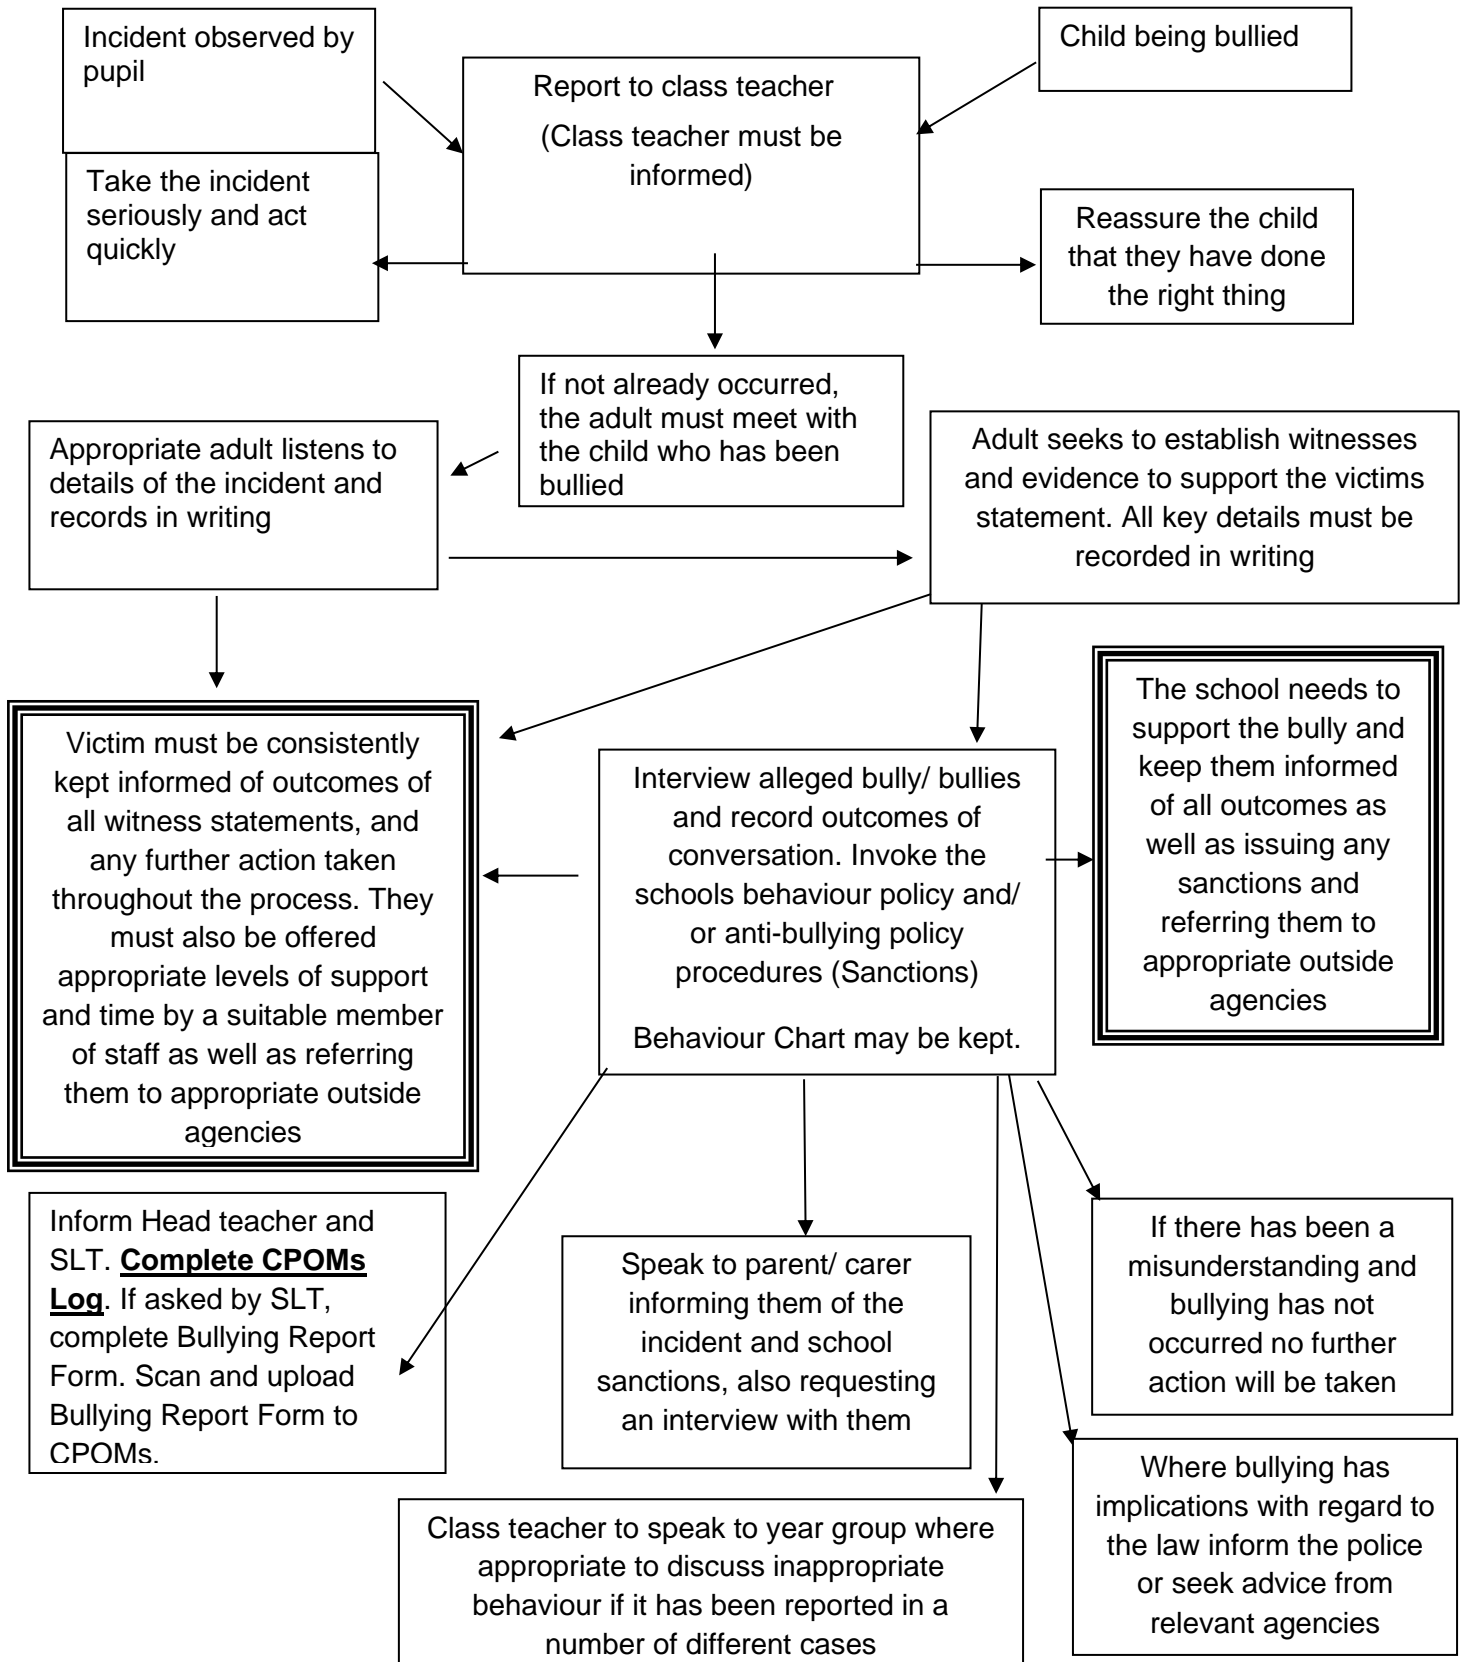 Incident observed by
pupil
Child being bullied
Report to class teacher
(Class teacher must be
informed)
Take the incident
seriously and act
quickly
Reassure the child
that they have done
the right thing
If not already occurred,
the adult must meet with
the child who has been
bullied
Appropriate adult listens to
details of the incident and
records in writing
Adult seeks to establish witnesses
and evidence to support the victims
statement. All key details must be
recorded in writing
Victim must be consistently
kept informed of outcomes of
all witness statements, and
any further action taken
throughout the process. They
must also be offered
appropriate levels of support
and time by a suitable member
of staff as well as referring
them to appropriate outside
agencies
Interview alleged bully/ bullies
and record outcomes of
conversation. Invoke the
schools behaviour policy and/
or anti-bullying policy
procedures (Sanctions)
Behaviour Chart may be kept.
The school needs to
support the bully and
keep them informed
of all outcomes as
well as issuing any
sanctions and
referring them to
appropriate outside
agencies
Inform Head teacher and
SLT. Complete CPOMs
Log. If asked by SLT,
complete Bullying Report
Form. Scan and upload
Bullying Report Form to
CPOMs.
Speak to parent/ carer
informing them of the
incident and school
sanctions, also requesting
an interview with them
If there has been a
misunderstanding and
bullying has not
occurred no further
action will be taken
Class teacher to speak to year group where
appropriate to discuss inappropriate
behaviour if it has been reported in a
number of different cases
Where bullying has
implications with regard to
the law inform the police
or seek advice from
relevant agencies